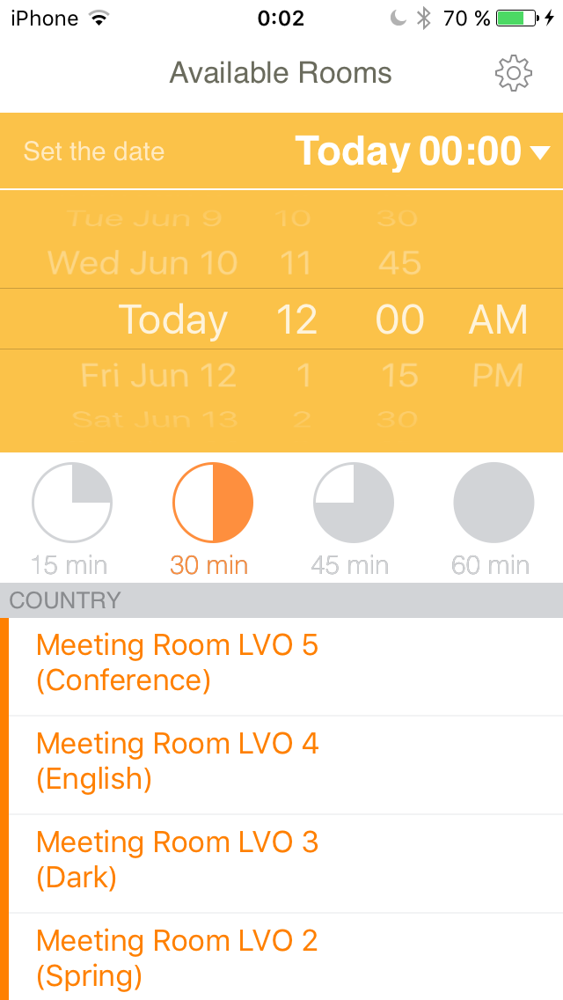 iPhone 0:02 70 %
Available Rooms
Set the date Today 00:00
Tue Jun 9 10 30
Wed Jun 10 11 45
Today 12 00 AM
Fri Jun 12 1 15 PM
Sat Jun 13 2 30
15 min 30 min 45 min 60 min
COUNTRY
Meeting Room LVO 5
(Conference)
Meeting Room LVO 4
(English)
Meeting Room LVO 3
(Dark)
Meeting Room LVO 2
(Spring)